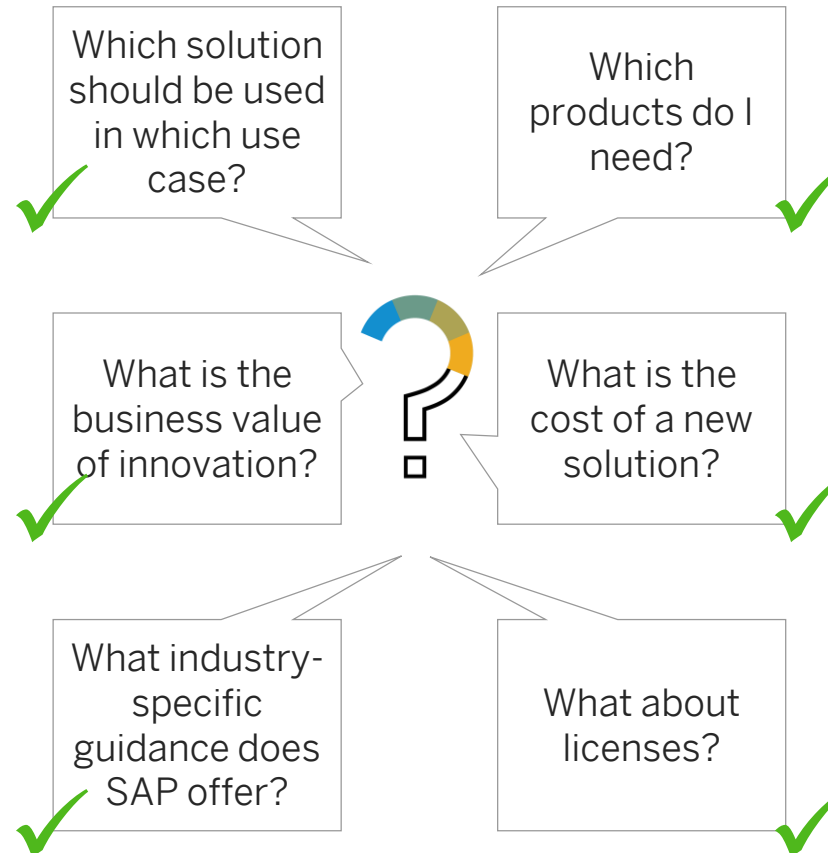 Which solution
should be used
in which use
case?
Which
products do I
need?
What is the
business value
of innovation?
What is the
cost of a new
solution?
What industry-
specific
guidance does
SAP offer?
What about
licenses?